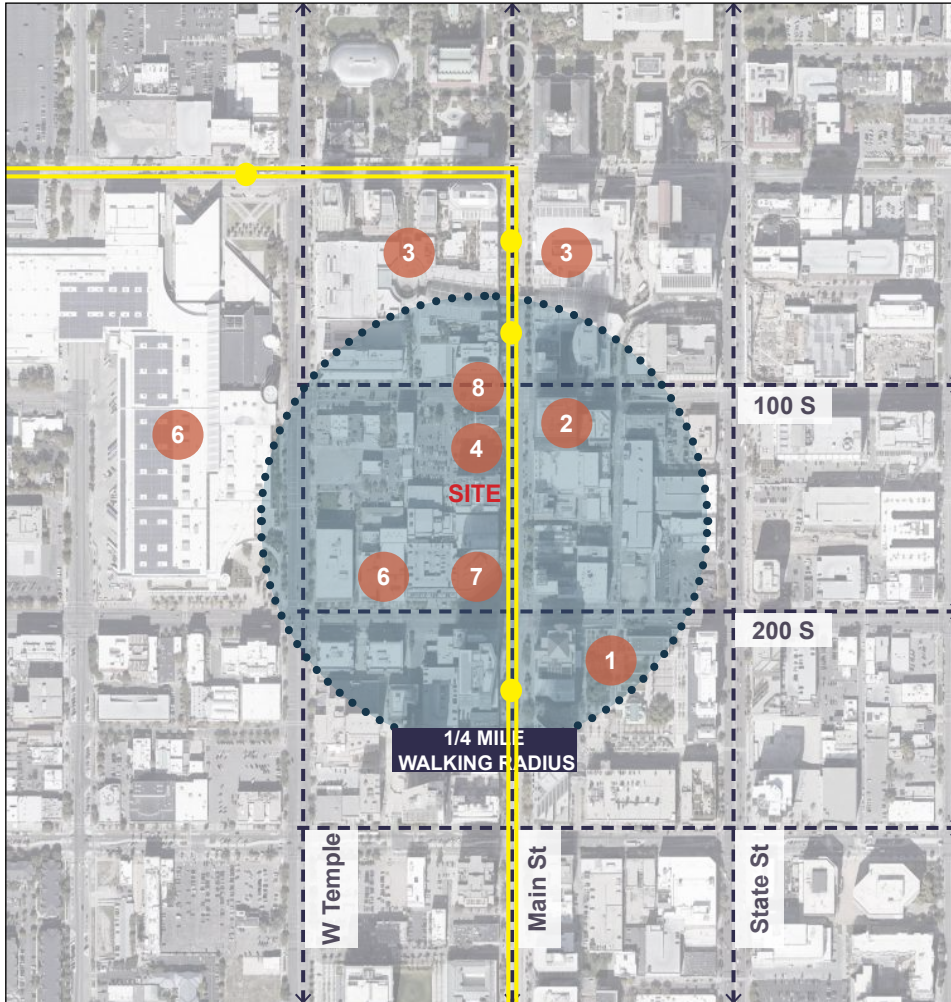 3
3
8
100 S
2
6
4
SITE
6
7
200 S
1
1/4 MILE
WALKING RADIUS
W Temple
Main St
State St